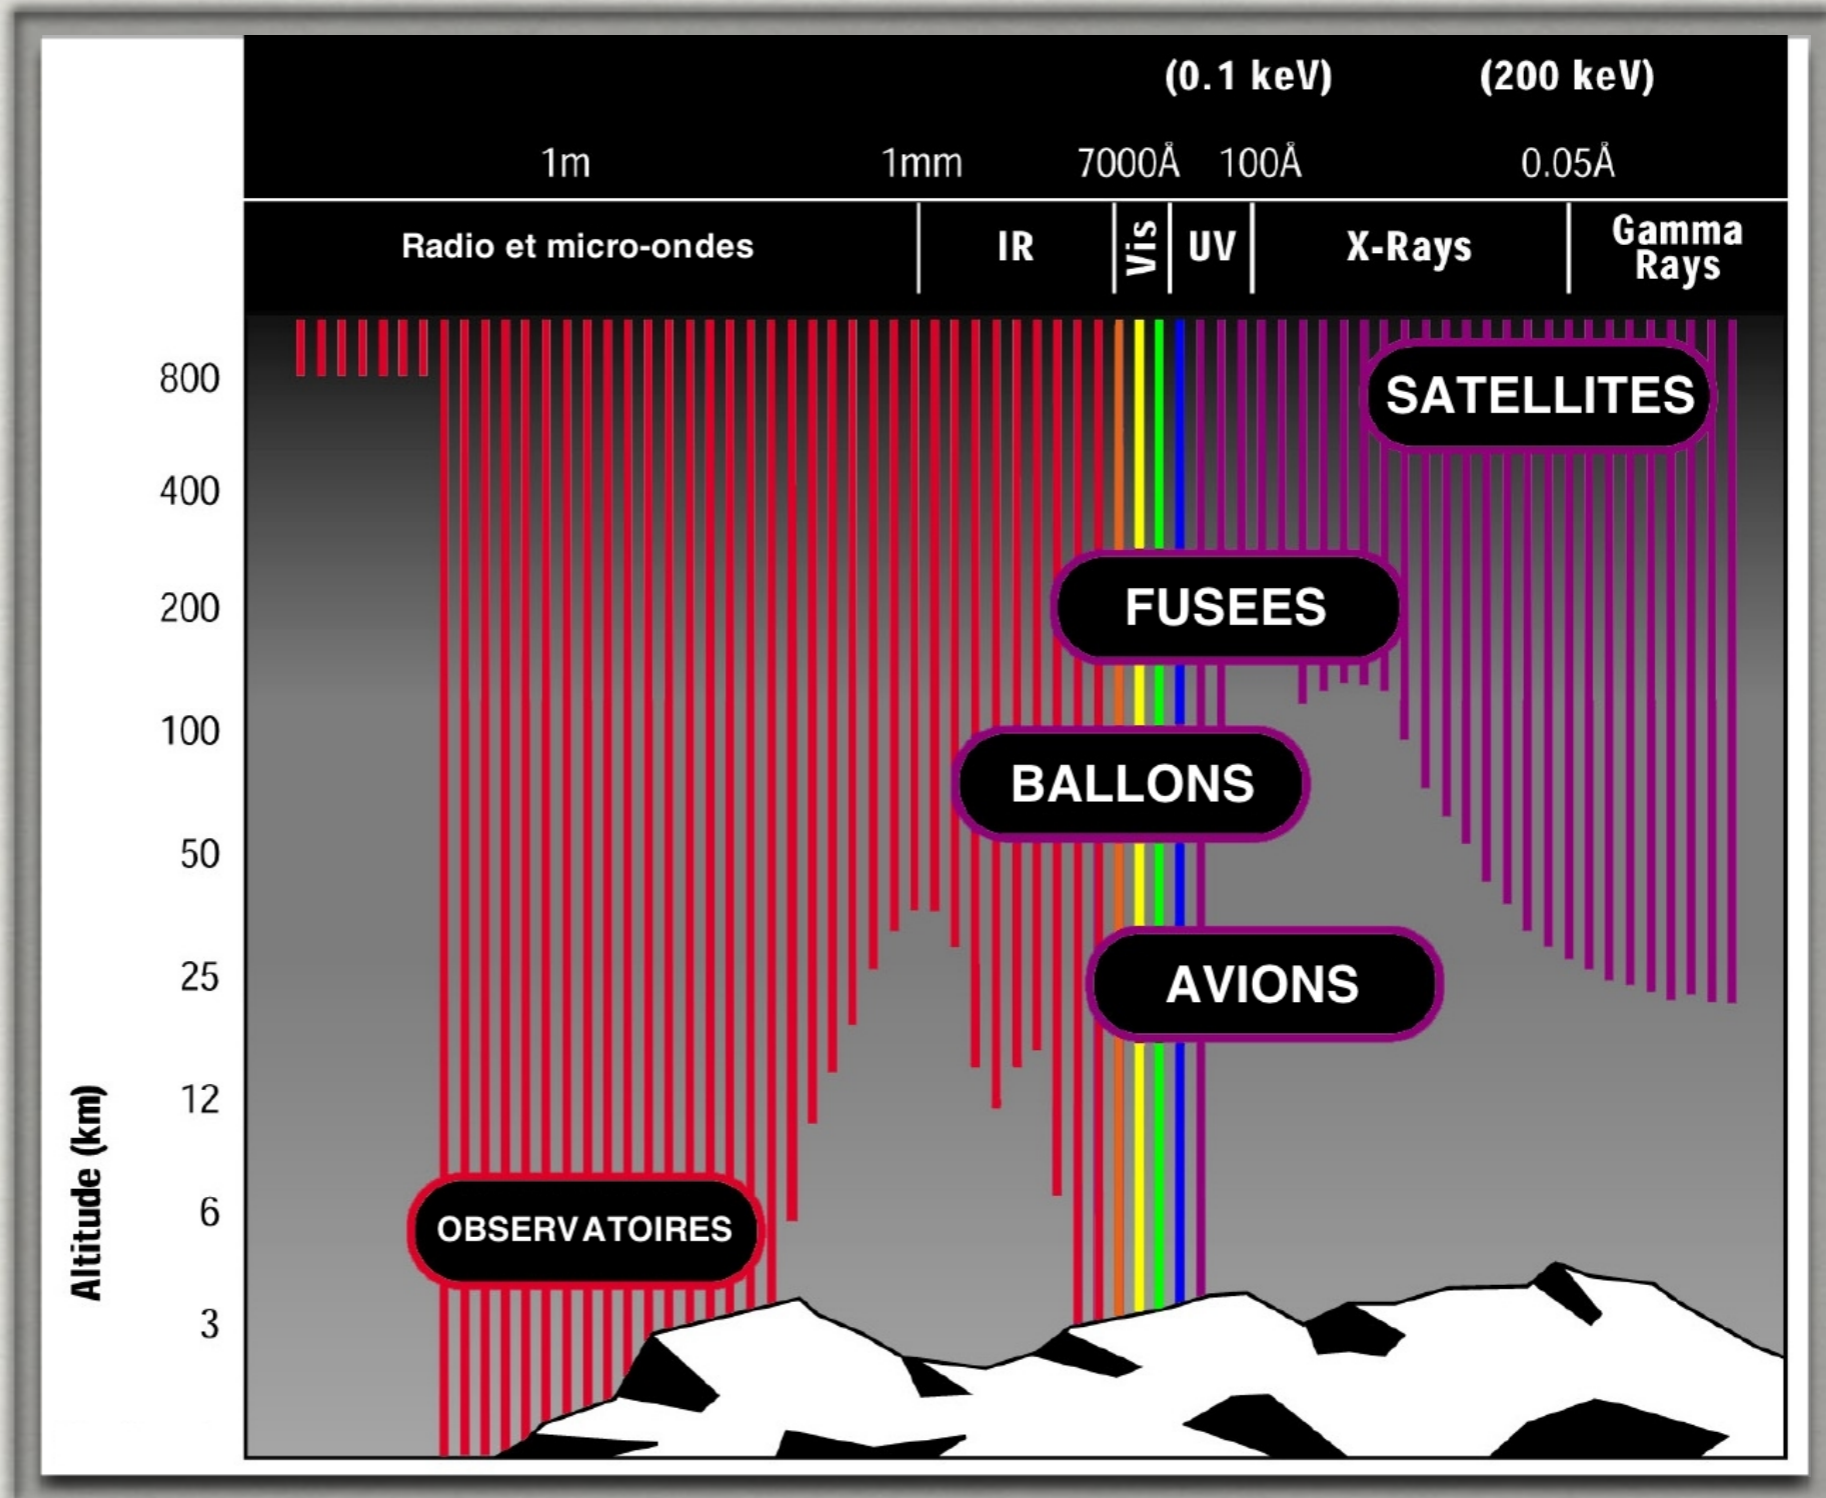 (0.1 keV) (200 keV)
1m 1mm 7000Å 100Å 0.05Å
Radio et micro-ondes IR Vis UV X-Rays Gamma Rays
800
SATELLITES
400
200
FUSEES
100
BALLONS
50
25
AVIONS
12
6
OBSERVATOIRES
3
Altitude (km)